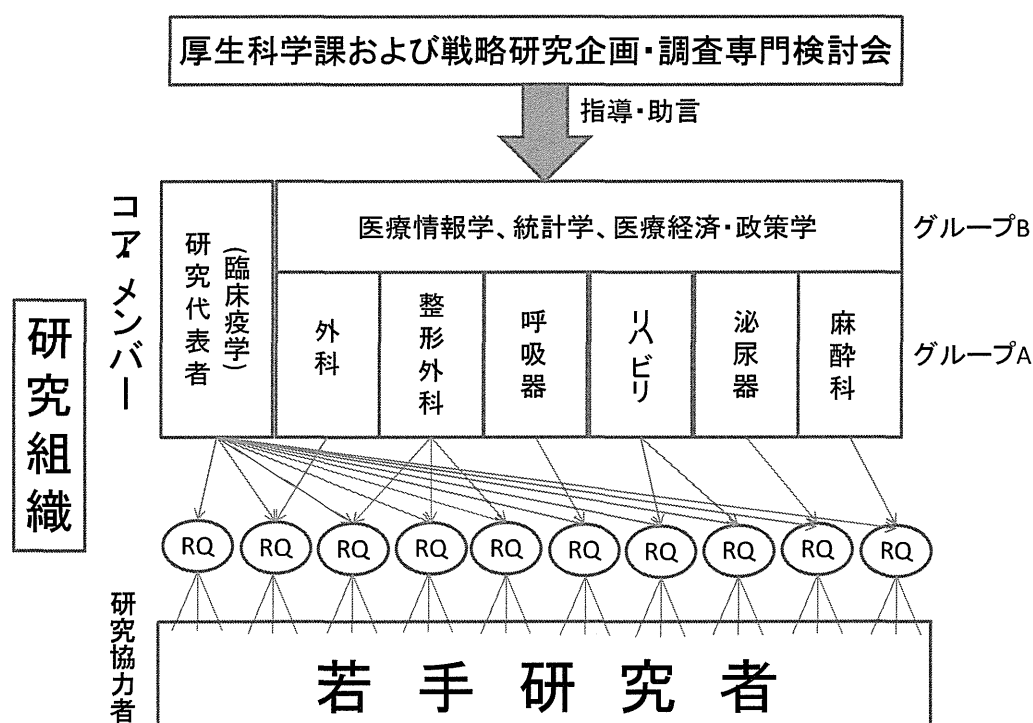 厚生科学課および戦略研究企画・調査専門検討会
指導・助言
コア・メンバー
研究代表者
(臨床疫学)
医療情報学、統計学、医療経済・政策学
グループB
外科
整形外科
呼吸器
リハビリ
泌尿器
麻酔科
グループA
研究組織
RQ RQ RQ RQ RQ RQ RQ RQ RQ RQ
研究協力者
若手研究者